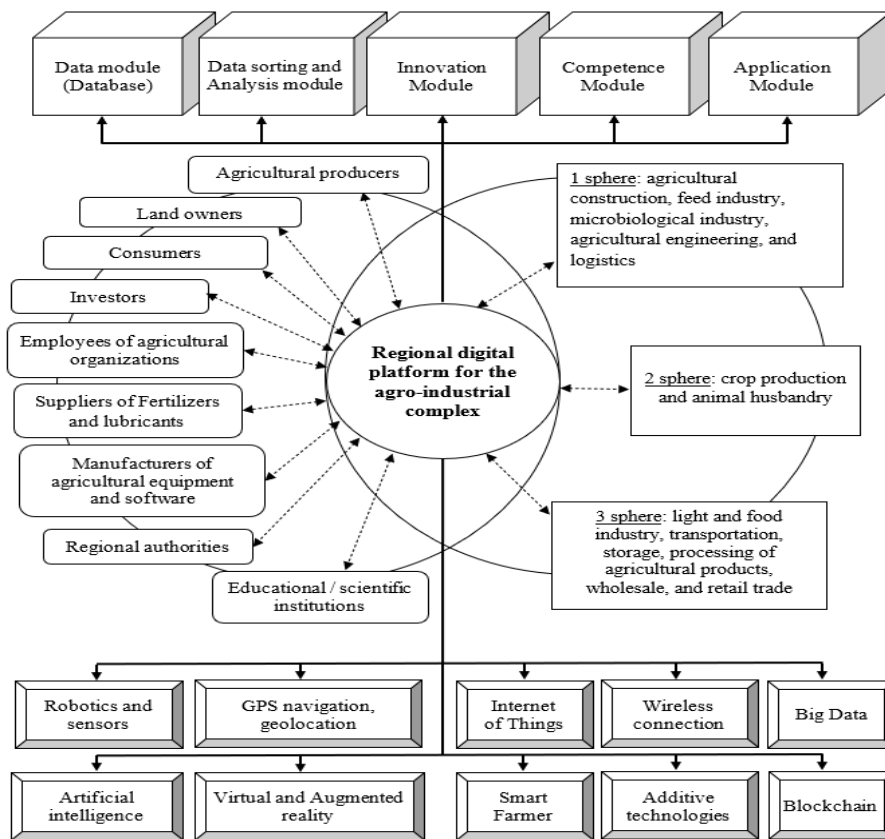 Data module
(Database)
Data sorting and
Analysis module
Innovation
Module
Competence
Module
Application
Module
Agricultural producers
Land owners
Consumers
Investors
Employees of agricultural
organizations
Suppliers of Fertilizers
and lubricants
Manufacturers of
agricultural equipment
and software
Regional authorities
Educational / scientific
institutions
Regional digital
platform for the
agro-industrial
complex
1 sphere: agricultural
construction, feed industry,
microbiological industry,
agricultural engineering, and
logistics
2 sphere: crop production
and animal husbandry
3 sphere: light and food
industry, transportation,
storage, processing of
agricultural products,
wholesale, and retail trade
Robotics and
sensors
GPS navigation,
geolocation
Internet
of Things
Wireless
connection
Big Data
Artificial
intelligence
Virtual and Augmented
reality
Smart
Farmer
Additive
technologies
Blockchain